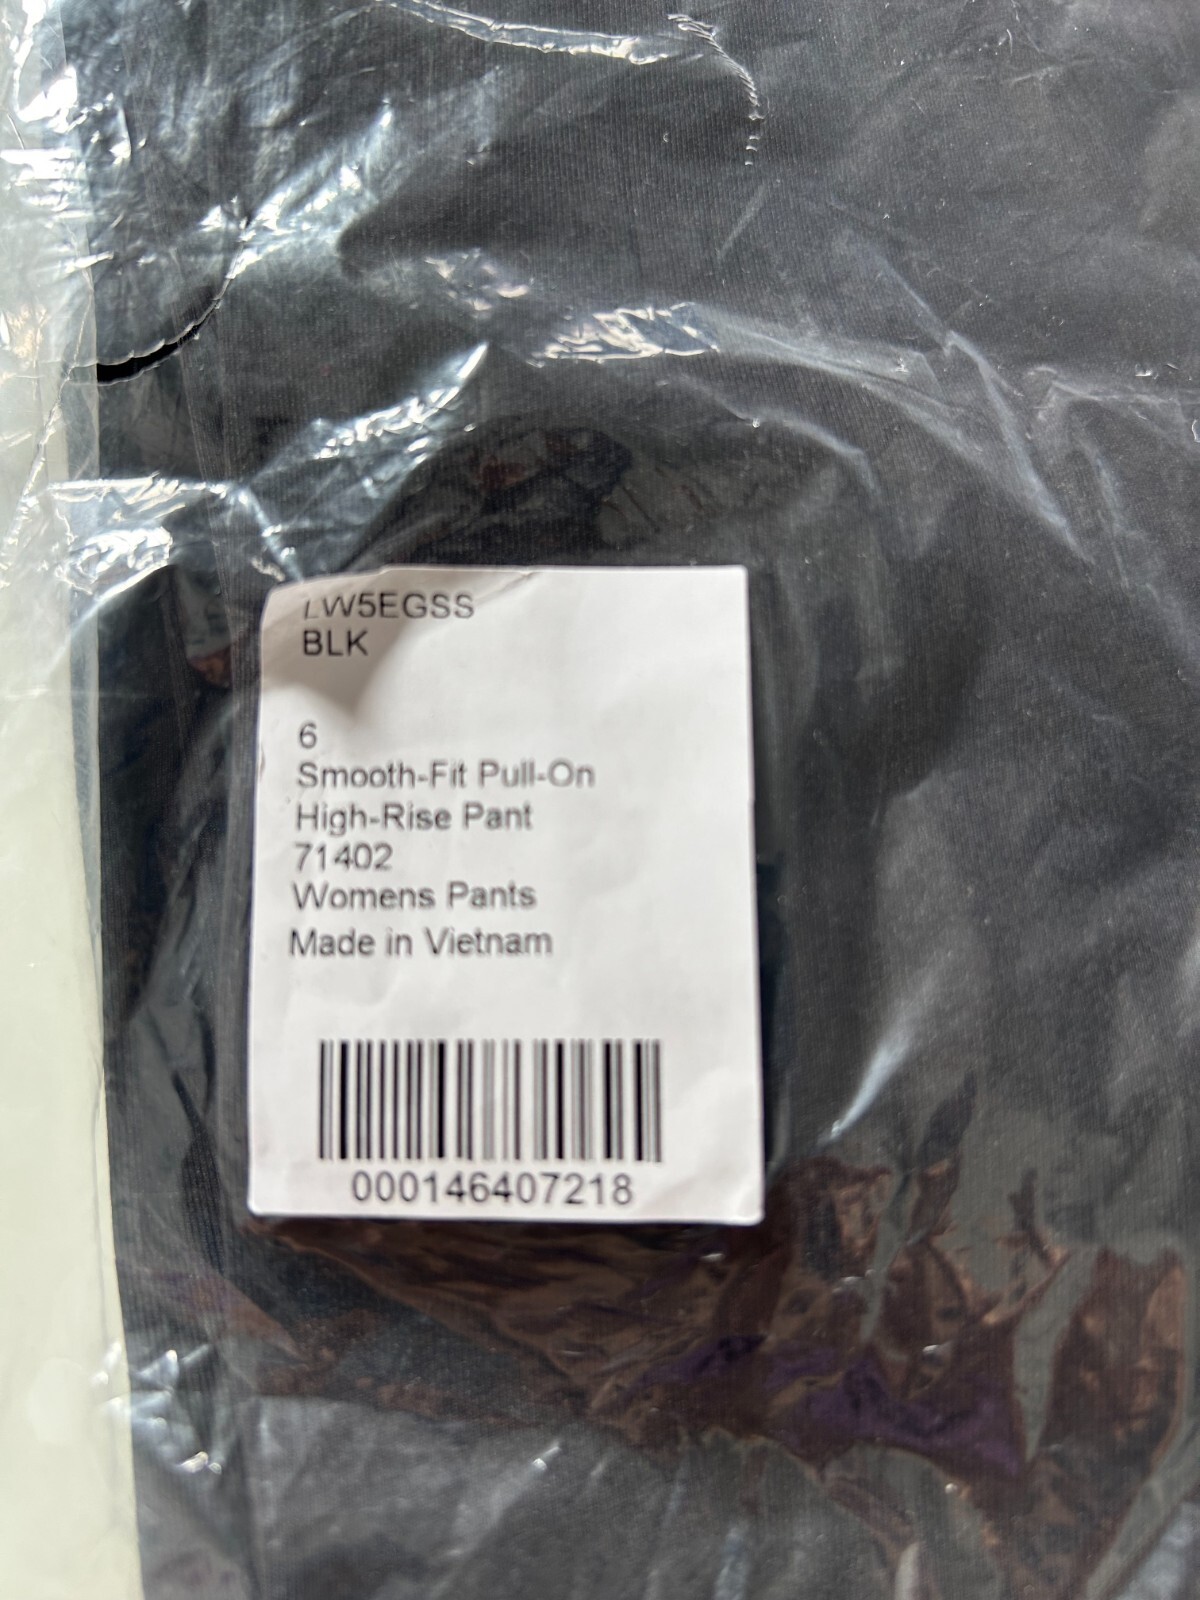 LW5EGSS
BLK
6
Smooth-Fit Pull-On
High-Rise Pant
71402
Womens Pants
Made in Vietnam
000146407218